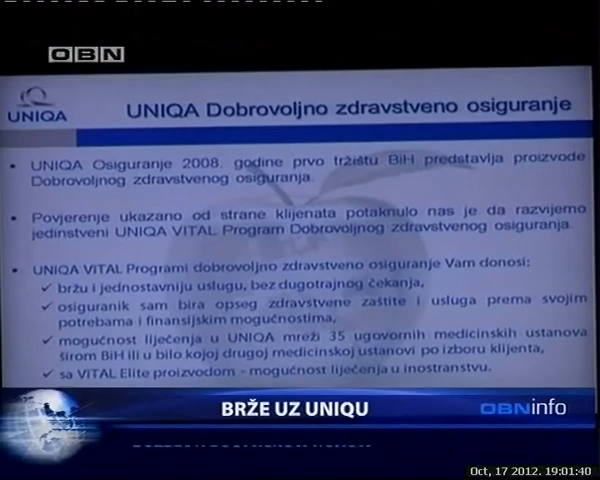 OBN
UNIQA
UNIQA Dobrovoljno zdravstveno osiguranje
• UNIQA Osiguranje 2008. godine prvo tržištu BiH predstavlja proizvode
Dobrovoljnog zdravstvenog osiguranja.
• Povjerenje ukazano od strane klijenata potaknulo nas je da razvijemo
jedinstveni UNIQA VITAL Program Dobrovoljnog zdravstvenog osiguranja.
• UNIQA VITAL Programi dobrovoljno zdravstveno osiguranje Vam donosi:
✓ bržu i jednostavniju uslugu, bez dugotrajnog čekanja,
✓ osiguranik sam bira opseg zdravstvene zaštite i usluga prema svojim
potrebama i finansijskim mogućnostima,
✓ mogućnost liječenja u UNIQA mreži 35 ugovornih medicinskih ustanova
širom BiH ili u bilo kojoj drugoj medicinskoj ustanovi po izboru klijenta,
✓ sa VITAL Elite proizvodom - mogućnost liječenja u inostranstvu.
BRŽE UZ UNIQU
OBNinfo
Oct, 17 2012. 19:01:40